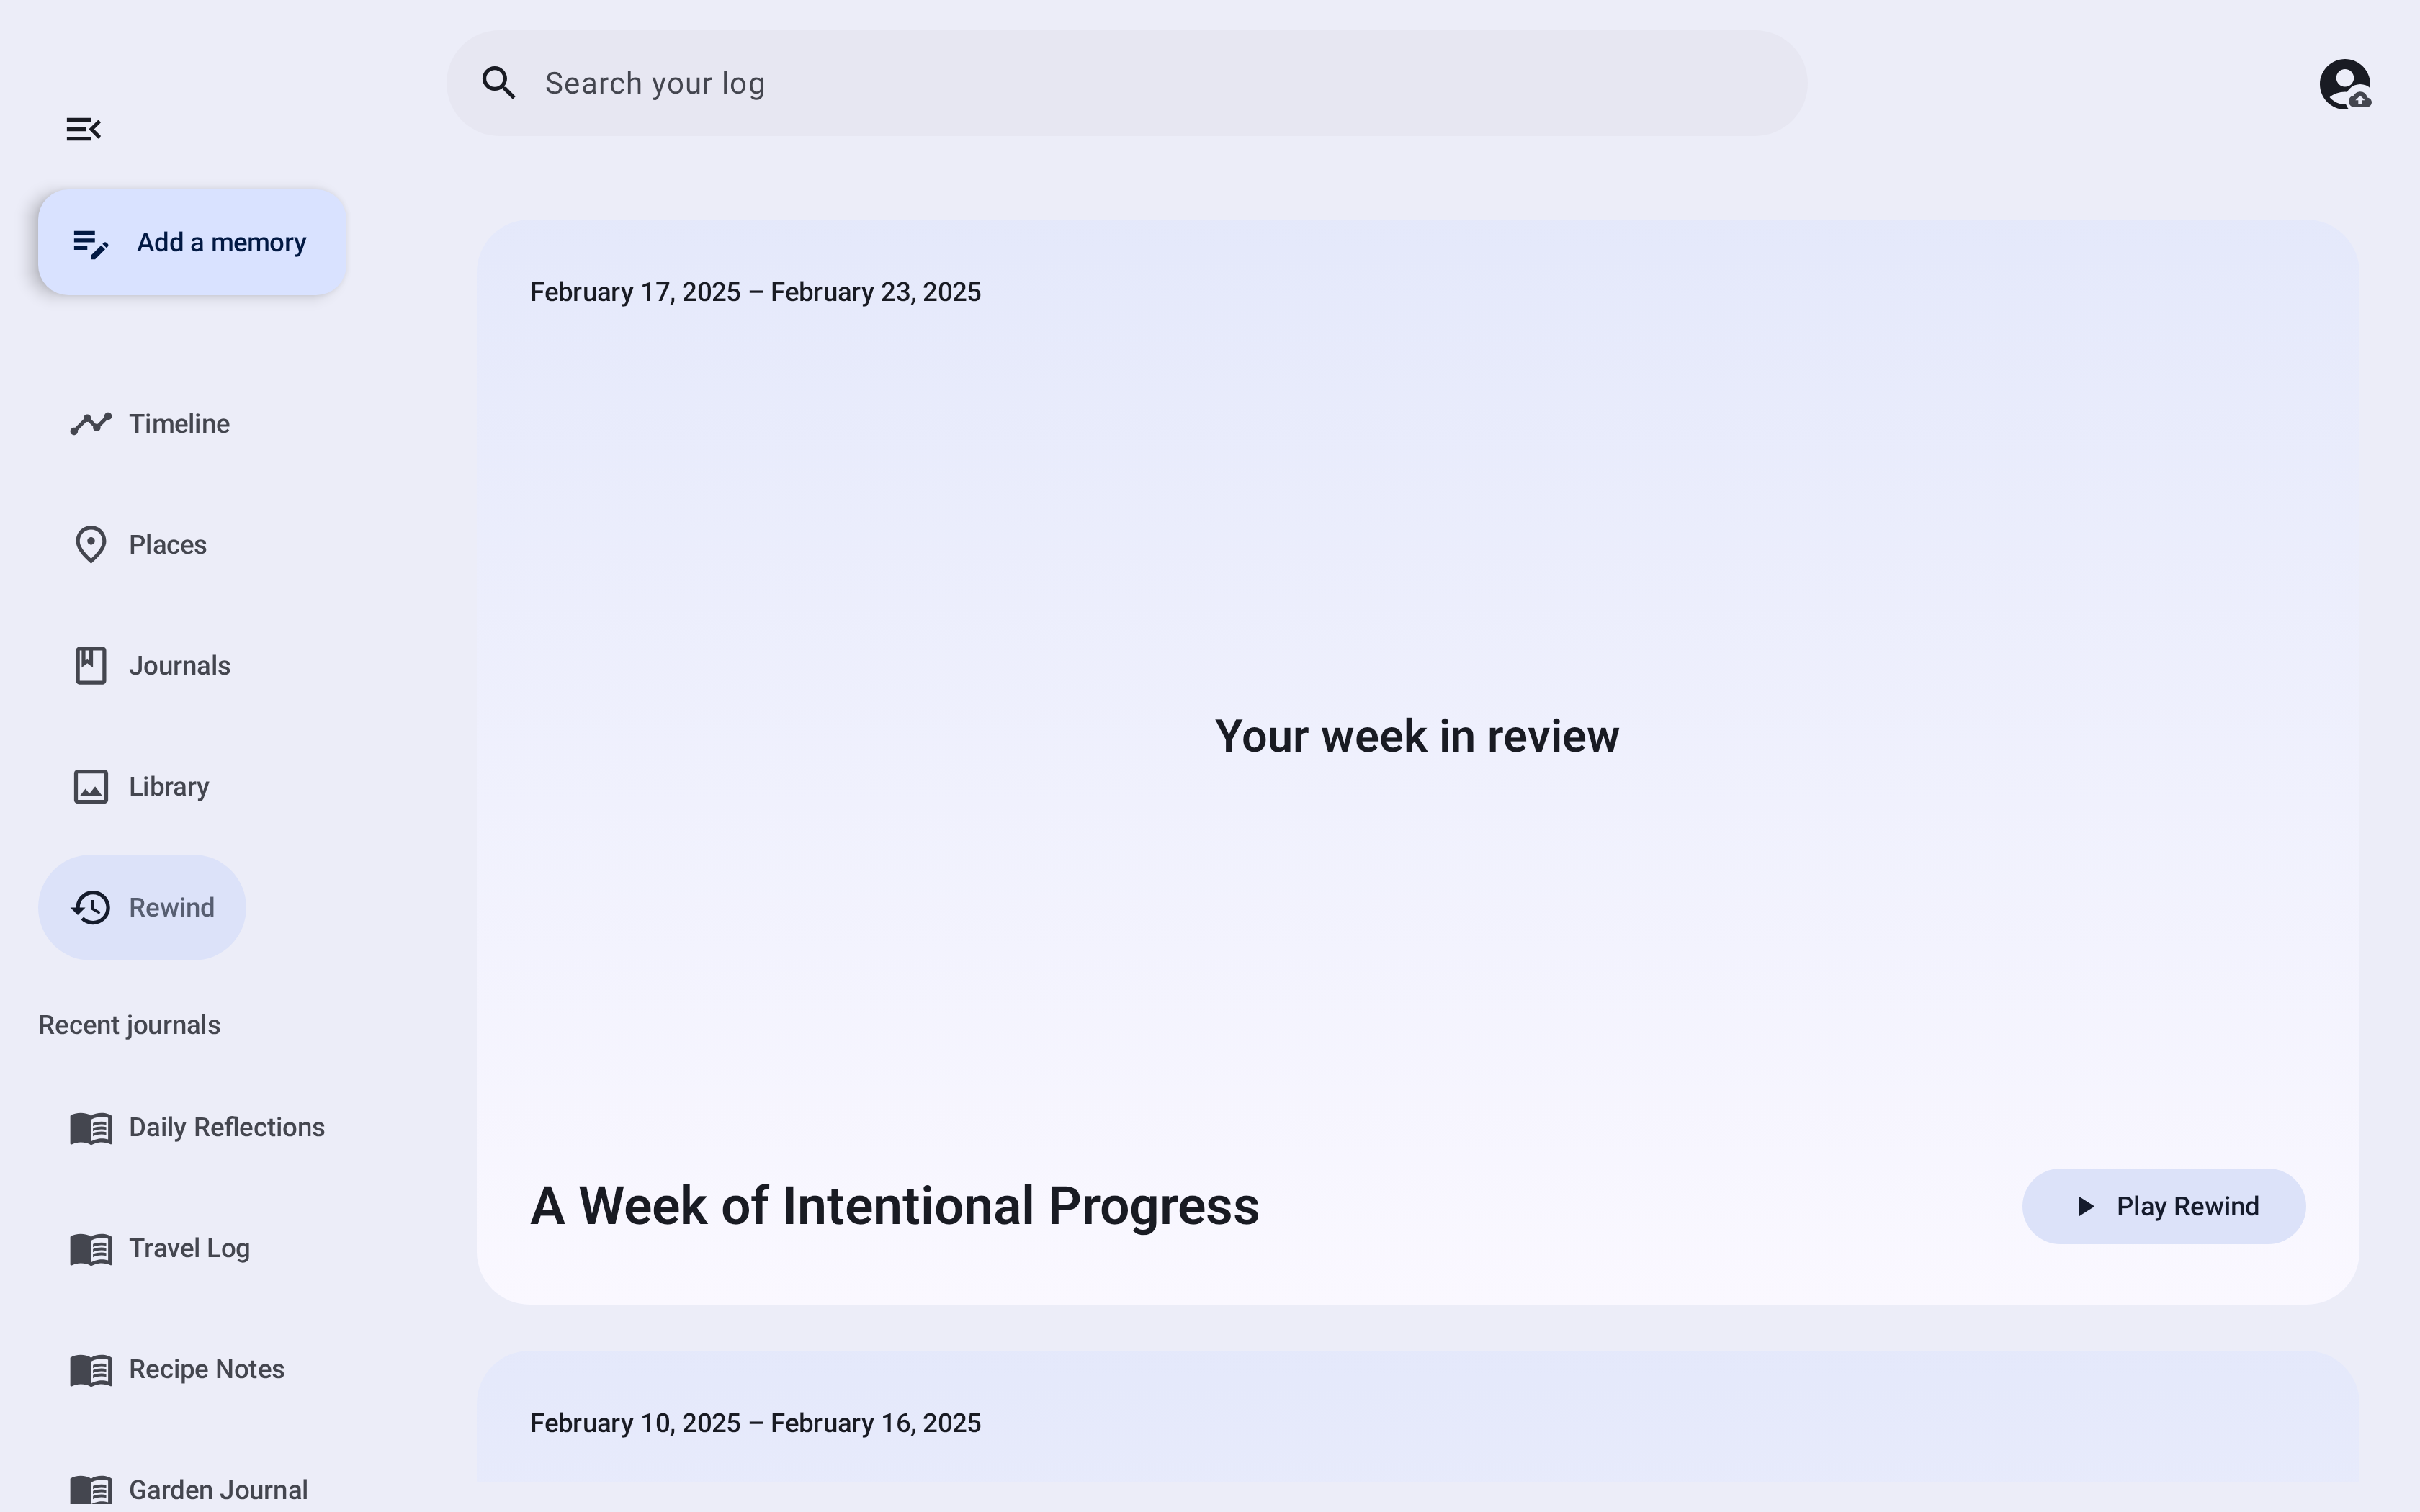 Search your log
Add a memory
Timeline
Places
Journals
Library
Rewind
Recent journals
Daily Reflections
Travel Log
Recipe Notes
Garden Journal
February 17, 2025 – February 23, 2025
Your week in review
A Week of Intentional Progress
Play Rewind
February 10, 2025 – February 16, 2025